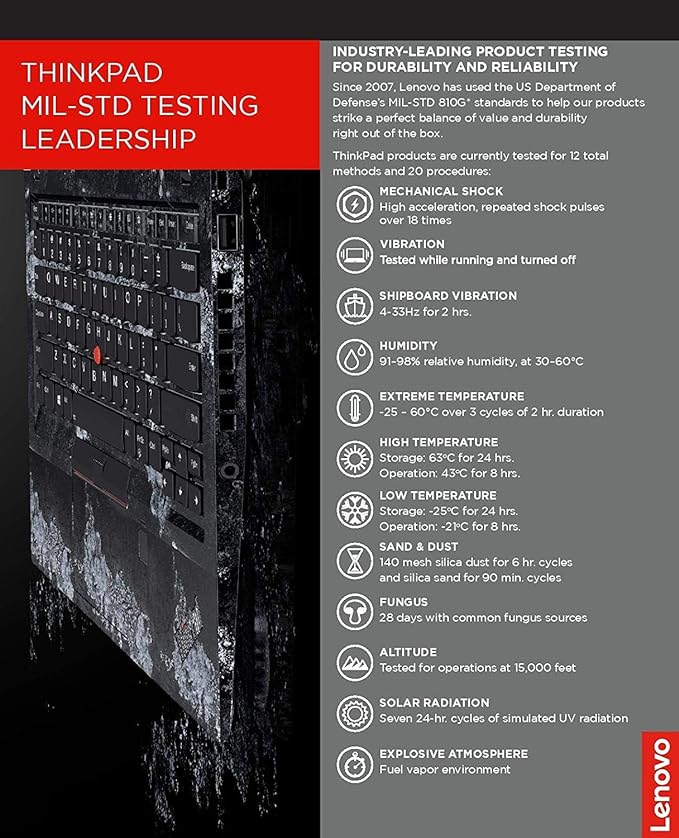 THINKPAD
MIL-STD TESTING
LEADERSHIP
INDUSTRY-LEADING PRODUCT TESTING
FOR DURABILITY AND RELIABILITY
Since 2007, Lenovo has used the US Department of
Defense's MIL-STD 810G* standards to help our products
strike a perfect balance of value and durability
right out of the box.
ThinkPad products are currently tested for 12 total
methods and 20 procedures:
MECHANICAL SHOCK
High acceleration, repeated shock pulses
over 18 times
VIBRATION
Tested while running and turned off
SHIPBOARD VIBRATION
4-33Hz for 2 hrs.
HUMIDITY
91-98% relative humidity, at 30-60°C
EXTREME TEMPERATURE
-25 - 60°C over 3 cycles of 2 hr. duration
HIGH TEMPERATURE
Storage: 63°C for 24 hrs.
Operation: 43°C for 8 hrs.
LOW TEMPERATURE
Storage: -25°C for 24 hrs.
Operation: -21°C for 8 hrs.
SAND & DUST
140 mesh silica dust for 6 hr. cycles
and silica sand for 90 min. cycles
FUNGUS
28 days with common fungus sources
ALTITUDE
Tested for operations at 15,000 feet
SOLAR RADIATION
Seven 24-hr. cycles of simulated UV radiation
EXPLOSIVE ATMOSPHERE
Fuel vapor environment
Lenovo